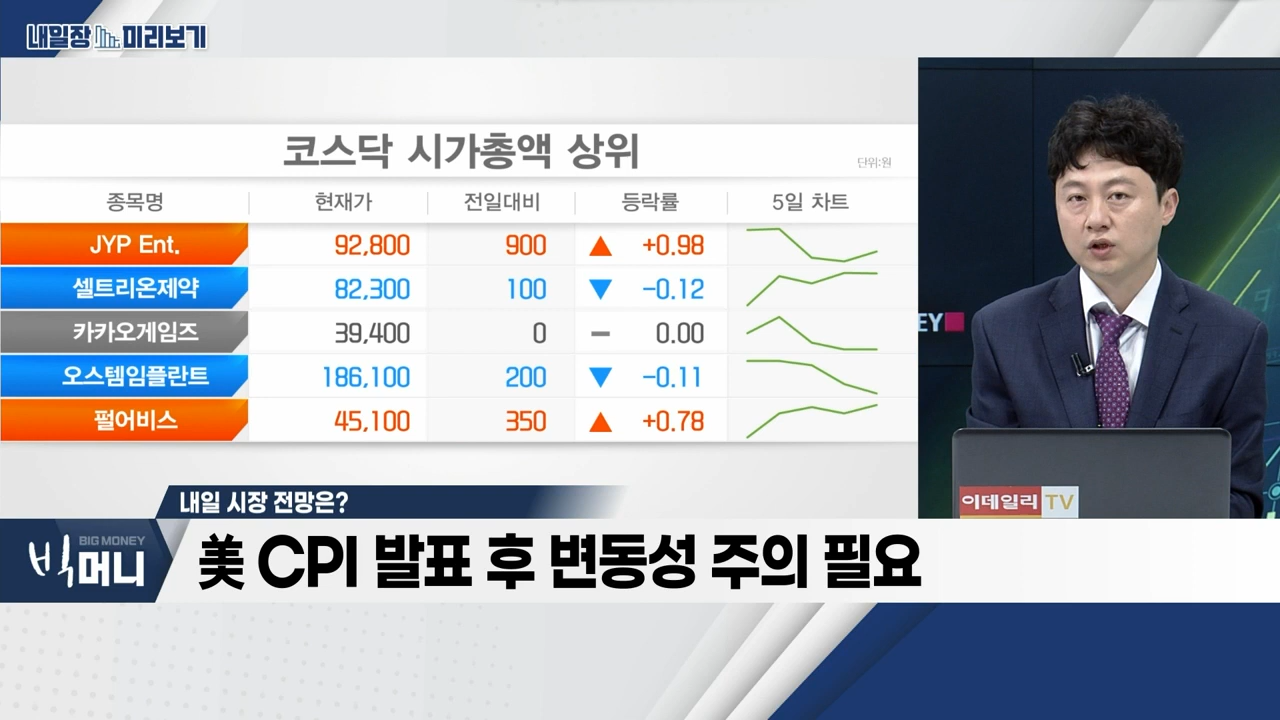 내일장 미리보기
코스닥 시가총액 상위
단위:원
종목명 현재가 전일대비 등락률 5일 차트
JYP Ent. 92,800 900 ▲ +0.98
셀트리온제약 82,300 100 ▼ -0.12
카카오게임즈 39,400 0 - 0.00
오스템임플란트 186,100 200 ▼ -0.11
펄어비스 45,100 350 ▲ +0.78
EY
이데일리 TV
내일 시장 전망은?
BIG MONEY
빅머니
美 CPI 발표 후 변동성 주의 필요